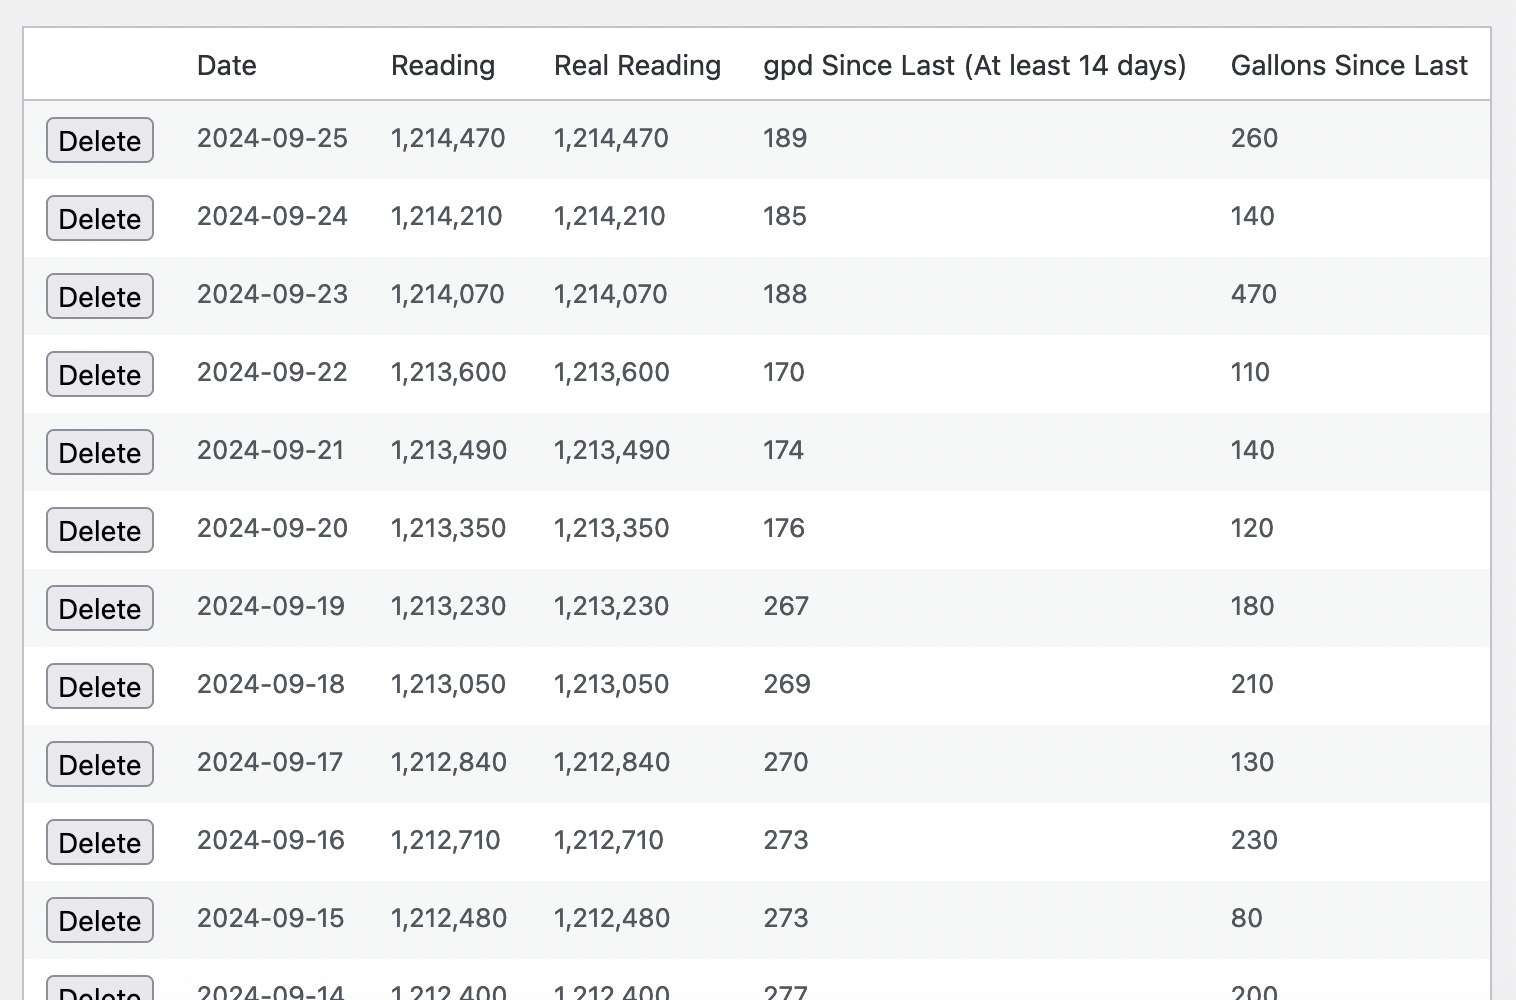 Date Reading Real Reading gpd Since Last (At least 14 days) Gallons Since Last
Delete 2024-09-25 1,214,470 1,214,470 189 260
Delete 2024-09-24 1,214,210 1,214,210 185 140
Delete 2024-09-23 1,214,070 1,214,070 188 470
Delete 2024-09-22 1,213,600 1,213,600 170 110
Delete 2024-09-21 1,213,490 1,213,490 174 140
Delete 2024-09-20 1,213,350 1,213,350 176 120
Delete 2024-09-19 1,213,230 1,213,230 267 180
Delete 2024-09-18 1,213,050 1,213,050 269 210
Delete 2024-09-17 1,212,840 1,212,840 270 130
Delete 2024-09-16 1,212,710 1,212,710 273 230
Delete 2024-09-15 1,212,480 1,212,480 273 80
Delete 2024-09-14 1,212,400 1,212,400 277 200